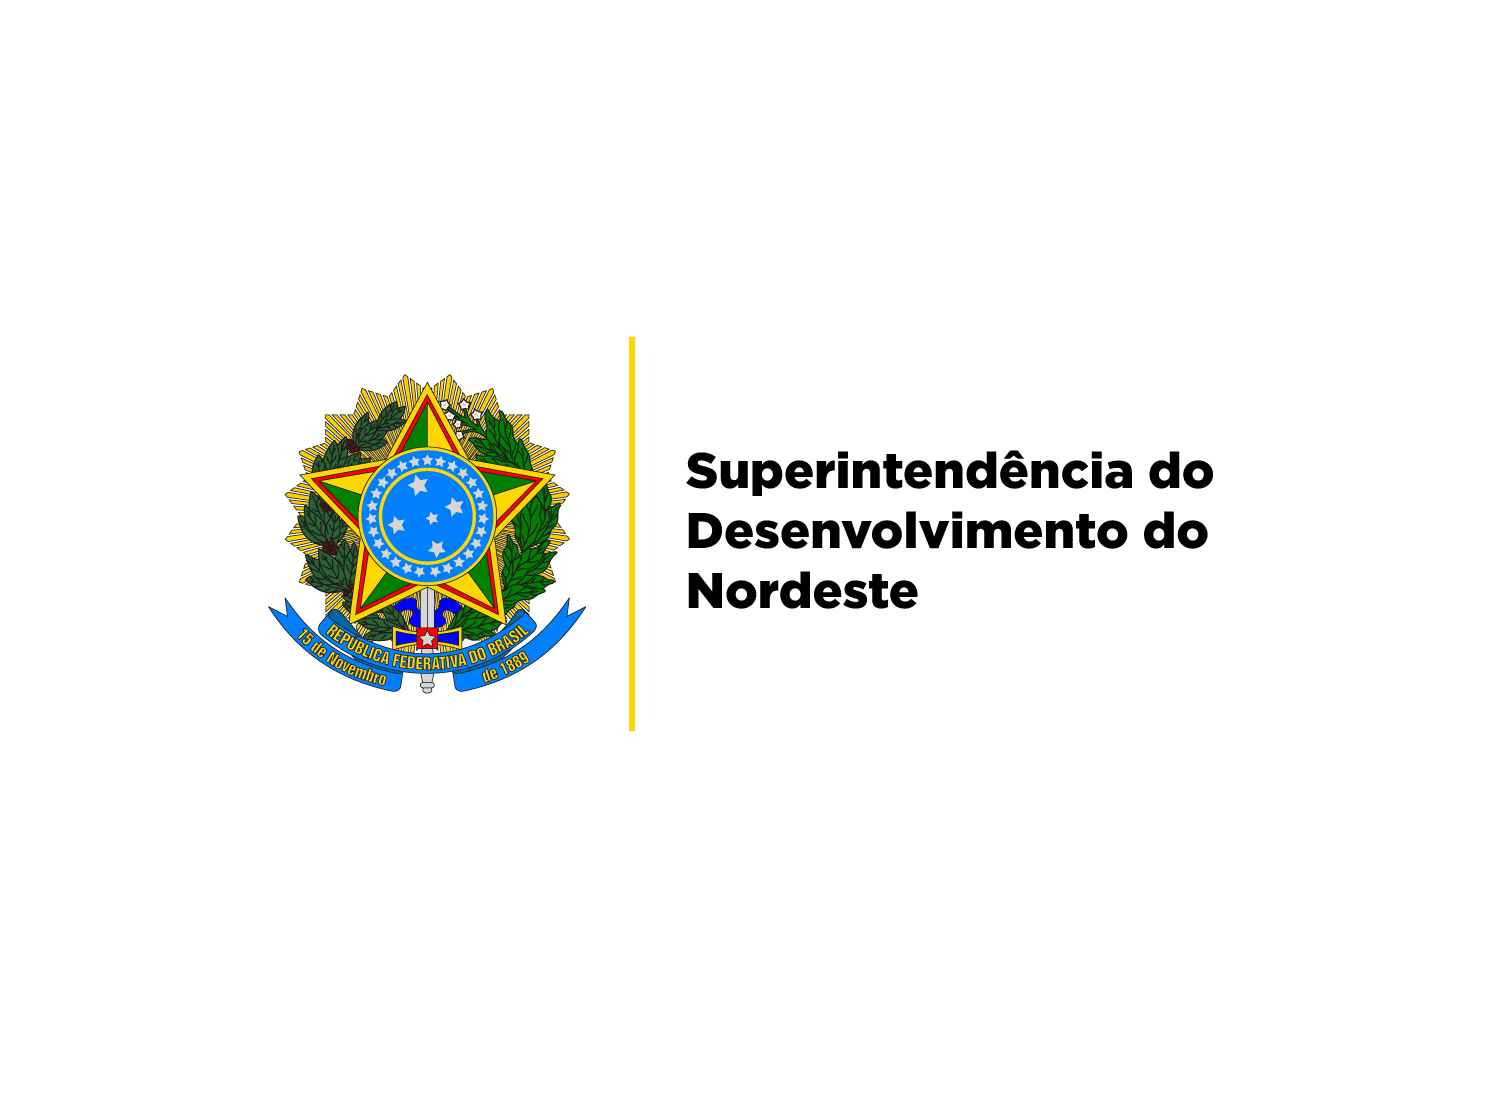 REPÚBLICA FEDERATIVA DO BRASIL
15 de Novembro de 1889
Superintendência do
Desenvolvimento do
Nordeste